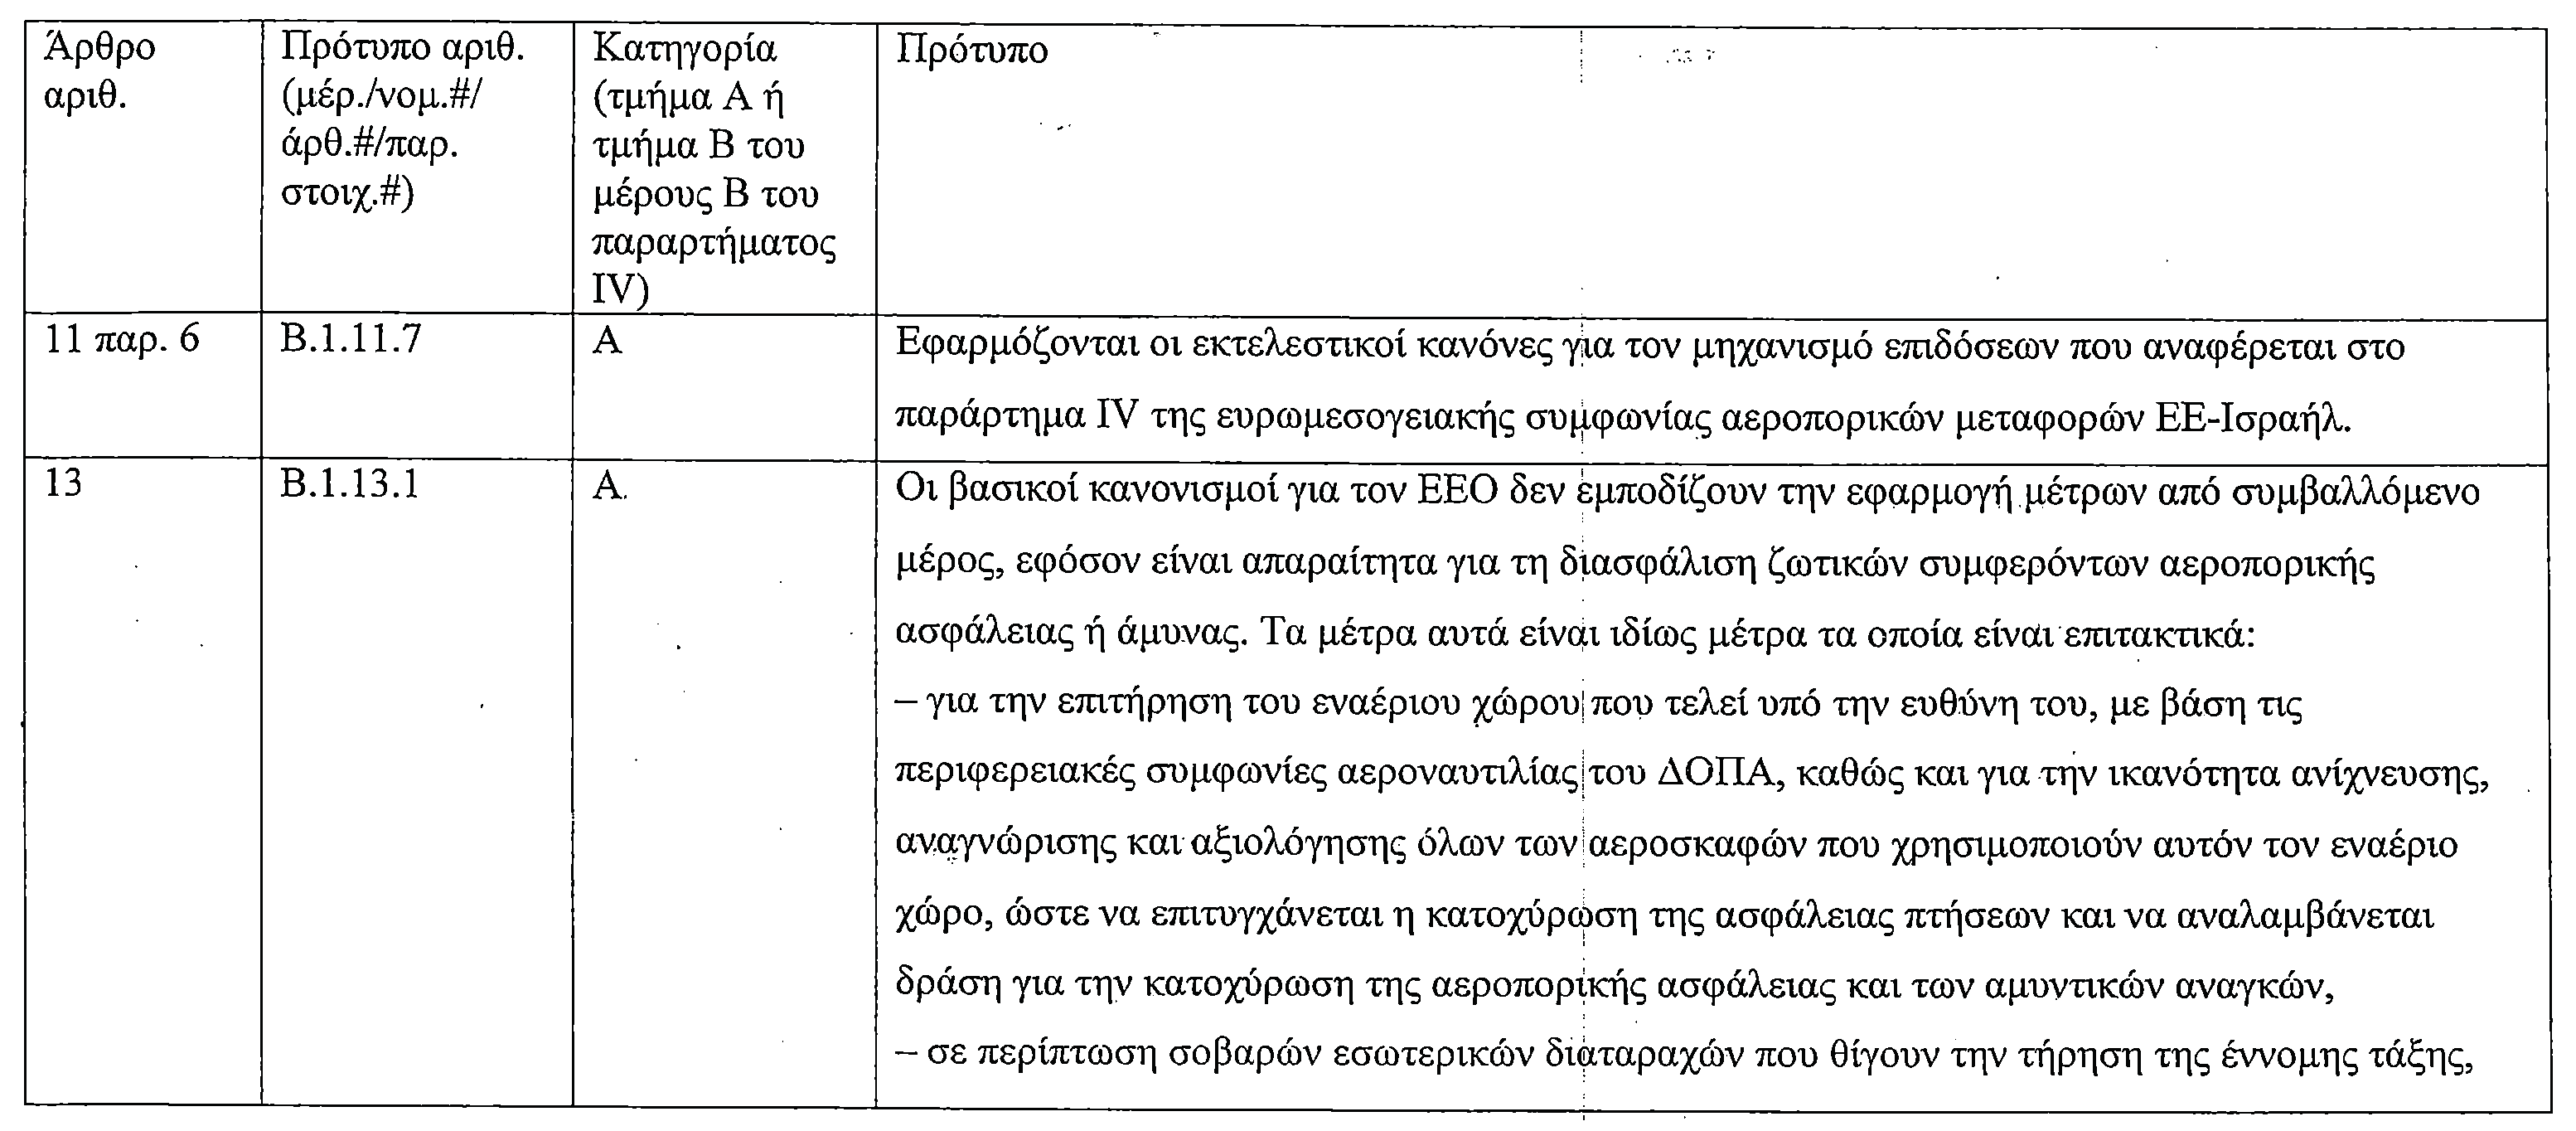 Άρθρο
αριθ.
Πρότυπο αριθ.
(μέρ./νομ.#/
άρθ.#/παρ.
στοιχ.#)
Κατηγορία
(τμήμα Α ή
τμήμα Β του
μέρους Β του
παραρτήματος
IV)
Πρότυπο
11 παρ. 6
Β.1.11.7
Α
Εφαρμόζονται οι εκτελεστικοί κανόνες για τον μηχανισμό επιδόσεων που αναφέρεται στο
παράρτημα IV της ευρωμεσογειακής συμφωνίας αεροπορικών μεταφορών ΕΕ-Ισραήλ.
13
Β.1.13.1
Α
Οι βασικοί κανονισμοί για τον ΕΕΟ δεν εμποδίζουν την εφαρμογή μέτρων από συμβαλλόμενο
μέρος, εφόσον είναι απαραίτητα για τη διασφάλιση ζωτικών συμφερόντων αεροπορικής
ασφάλειας ή άμυνας. Τα μέτρα αυτά είναι ιδίως μέτρα τα οποία είναι επιτακτικά:
– για την επιτήρηση του εναέριου χώρου που τελεί υπό την ευθύνη του, με βάση τις
περιφερειακές συμφωνίες αεροναυτιλίας του ΔΟΠΑ, καθώς και για την ικανότητα ανίχνευσης,
αναγνώρισης και αξιολόγησης όλων των αεροσκαφών που χρησιμοποιούν αυτόν τον εναέριο
χώρο, ώστε να επιτυγχάνεται η κατοχύρωση της ασφάλειας πτήσεων και να αναλαμβάνεται
δράση για την κατοχύρωση της αεροπορικής ασφάλειας και των αμυντικών αναγκών,
– σε περίπτωση σοβαρών εσωτερικών διαταραχών που θίγουν την τήρηση της έννομης τάξης,